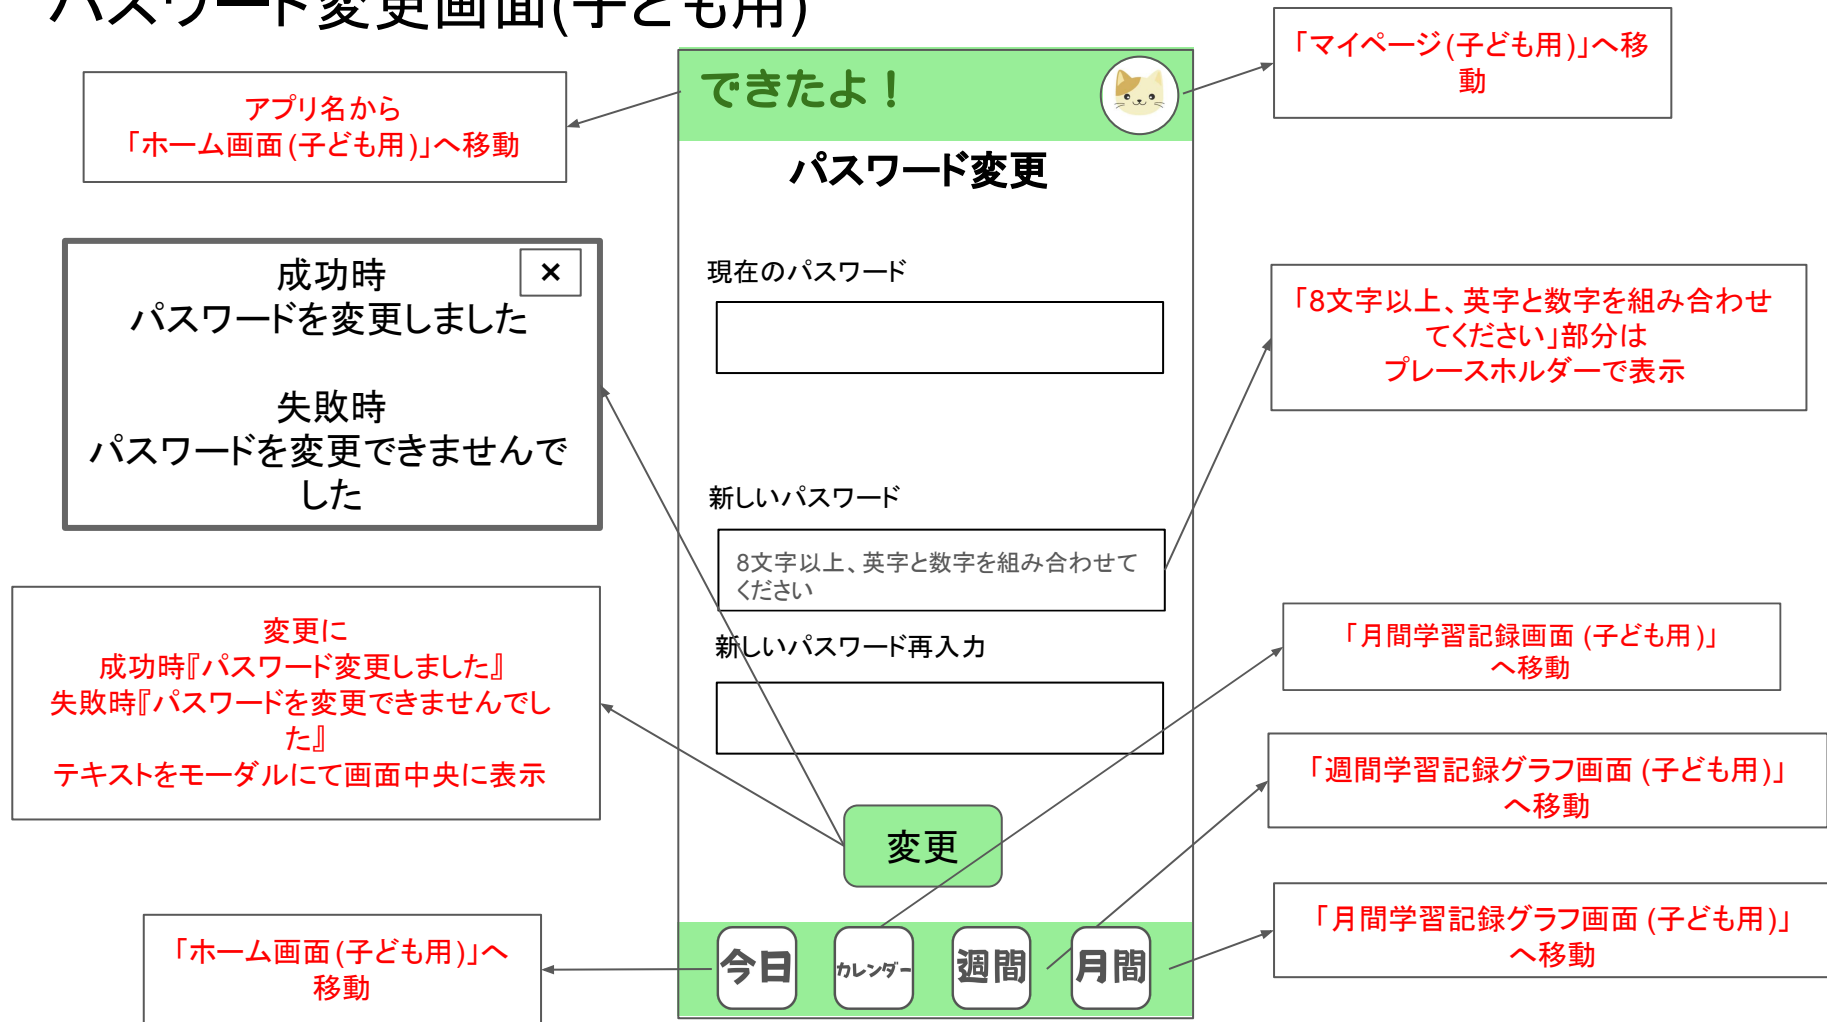 パスワード変更画面(子ども用)
アプリ名から
「ホーム画面(子ども用)」へ移動
できたよ！
「マイページ(子ども用)」へ移
動
パスワード変更
成功時
×
パスワードを変更しました
失敗時
パスワードを変更できませんで
した
現在のパスワード
「8文字以上、英字と数字を組み合わせ
てください」部分は
プレースホルダーで表示
新しいパスワード
8文字以上、英字と数字を組み合わせて
ください
新しいパスワード再入力
変更に
成功時『パスワード変更しました』
失敗時『パスワードを変更できませんでし
た』
テキストをモーダルにて画面中央に表示
「月間学習記録画面 (子ども用)」
へ移動
「週間学習記録グラフ画面 (子ども用)」
へ移動
変更
「月間学習記録グラフ画面 (子ども用)」
へ移動
「ホーム画面(子ども用)」へ
移動
今日
カレンダー
週間
月間